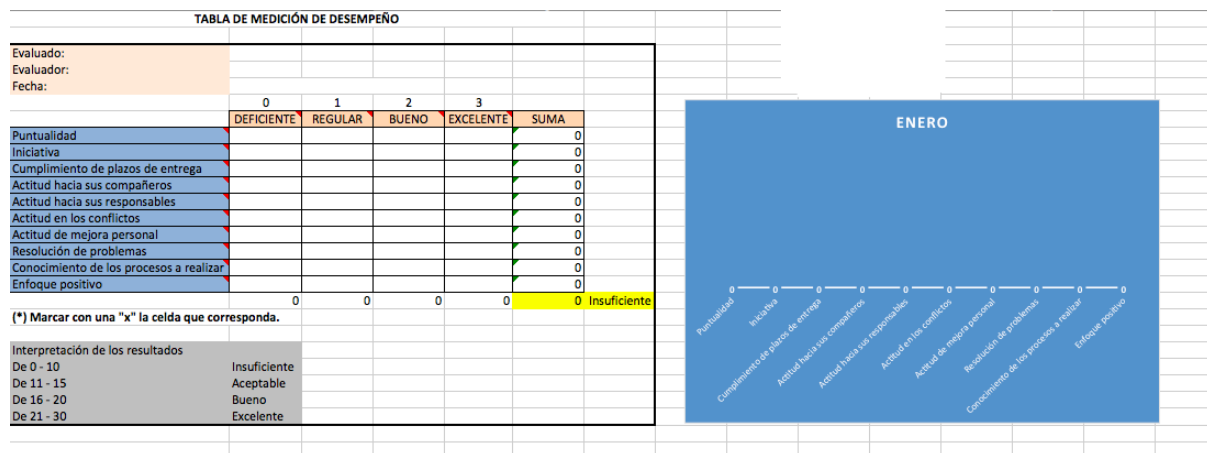 TABLA DE MEDICIÓN DE DESEMPEÑO
Evaluado:
Evaluador:
Fecha:
0 1 2 3
DEFICIENTE REGULAR BUENO EXCELENTE SUMA
Puntualidad 0
Iniciativa 0
Cumplimiento de plazos de entrega 0
Actitud hacia sus compañeros 0
Actitud hacia sus responsables 0
Actitud en los conflictos 0
Actitud de mejora personal 0
Resolución de problemas 0
Conocimiento de los procesos a realizar 0
Enfoque positivo 0
0 0 0 0 0 Insuficiente
(*) Marcar con una "x" la celda que corresponda.
Interpretación de los resultados
De 0 - 10 Insuficiente
De 11 - 15 Aceptable
De 16 - 20 Bueno
De 21 - 30 Excelente
ENERO
0 0 0 0 0 0 0 0 0 0
Puntualidad
Iniciativa
Cumplimiento de plazos de entrega
Actitud hacia sus compañeros
Actitud hacia sus responsables
Actitud en los conflictos
Actitud de mejora personal
Resolución de problemas
Conocimiento de los procesos a realizar
Enfoque positivo